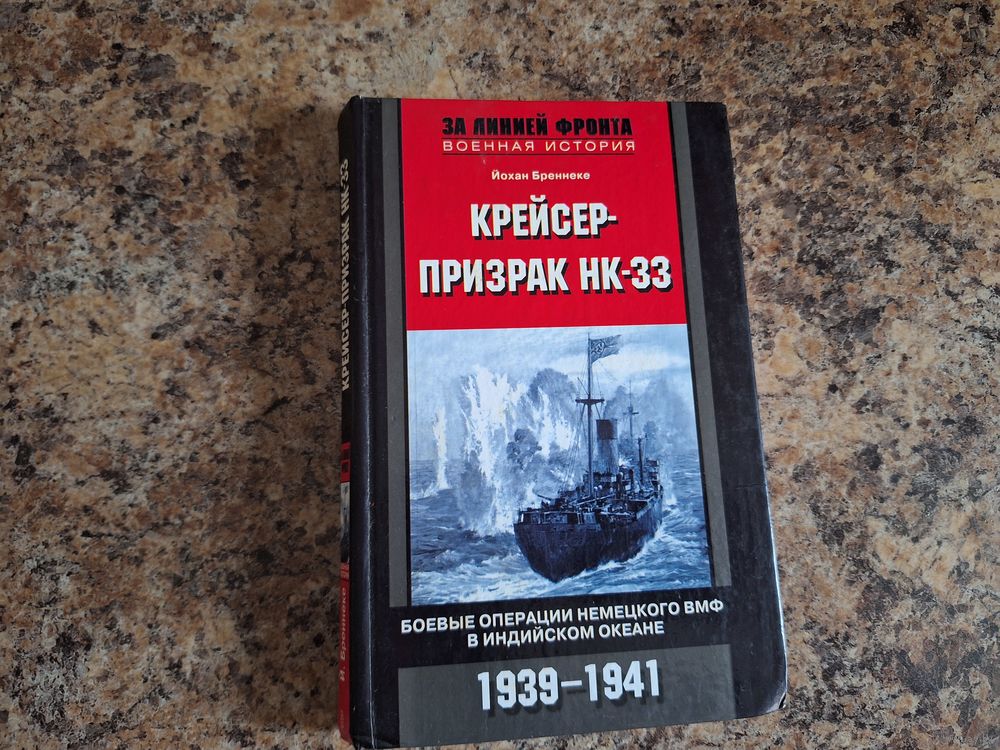 ЗА ЛИНИЕЙ ФРОНТА
ВОЕННАЯ ИСТОРИЯ
Йохан Бреннеке
КРЕЙСЕР-
ПРИЗРАК НК-33
БОЕВЫЕ ОПЕРАЦИИ НЕМЕЦКОГО ВМФ
В ИНДИЙСКОМ ОКЕАНЕ
1939–1941
КРЕЙСЕР-ПРИЗРАК НК-33
Й. Бреннеке